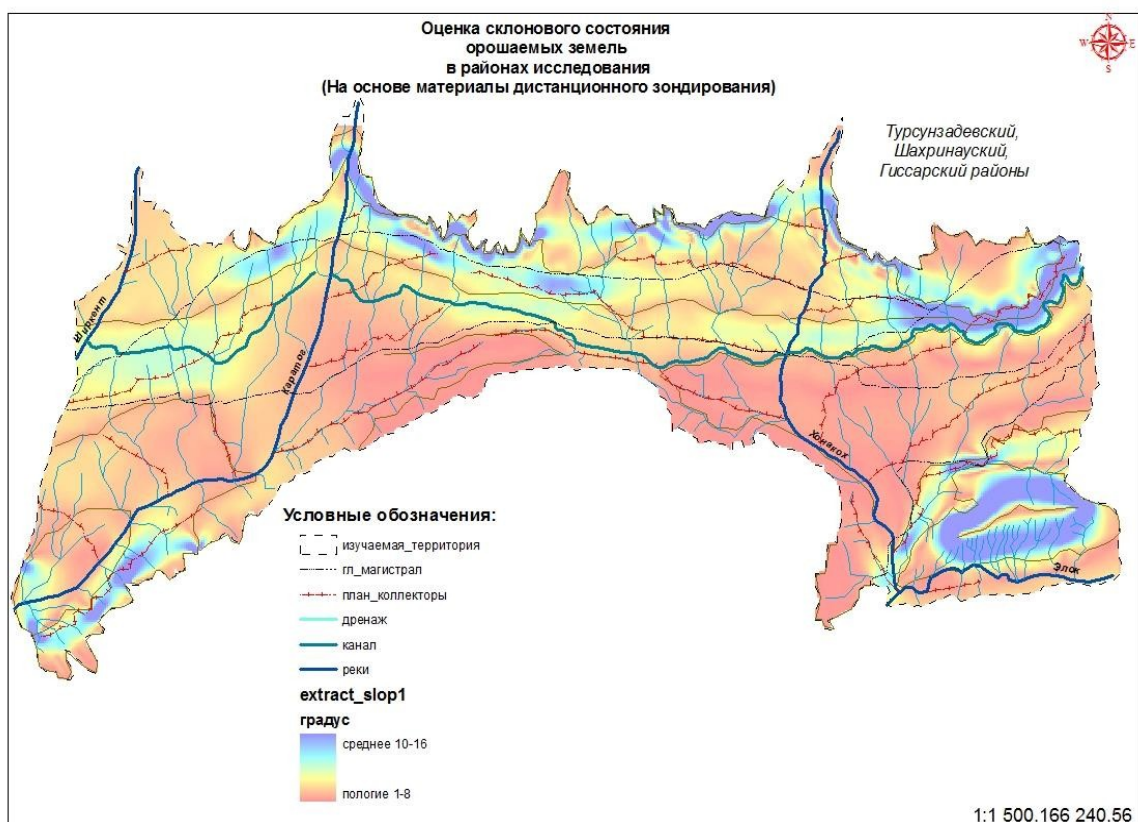 Оценка склонового состояния
орошаемых земель
в районах исследования
(На основе материалы дистанционного зондирования)
N
W
E
S
Турсунзадевский,
Шахринауский,
Гиссарский районы
Ширкент
Каратог
Хонакох
Элок
Условные обозначения:
изучаемая_территория
гл_магистрал
план_коллекторы
дренаж
канал
реки
extract_slop1
градус
среднее 10-16
пологие 1-8
1:1 500,166 240.56